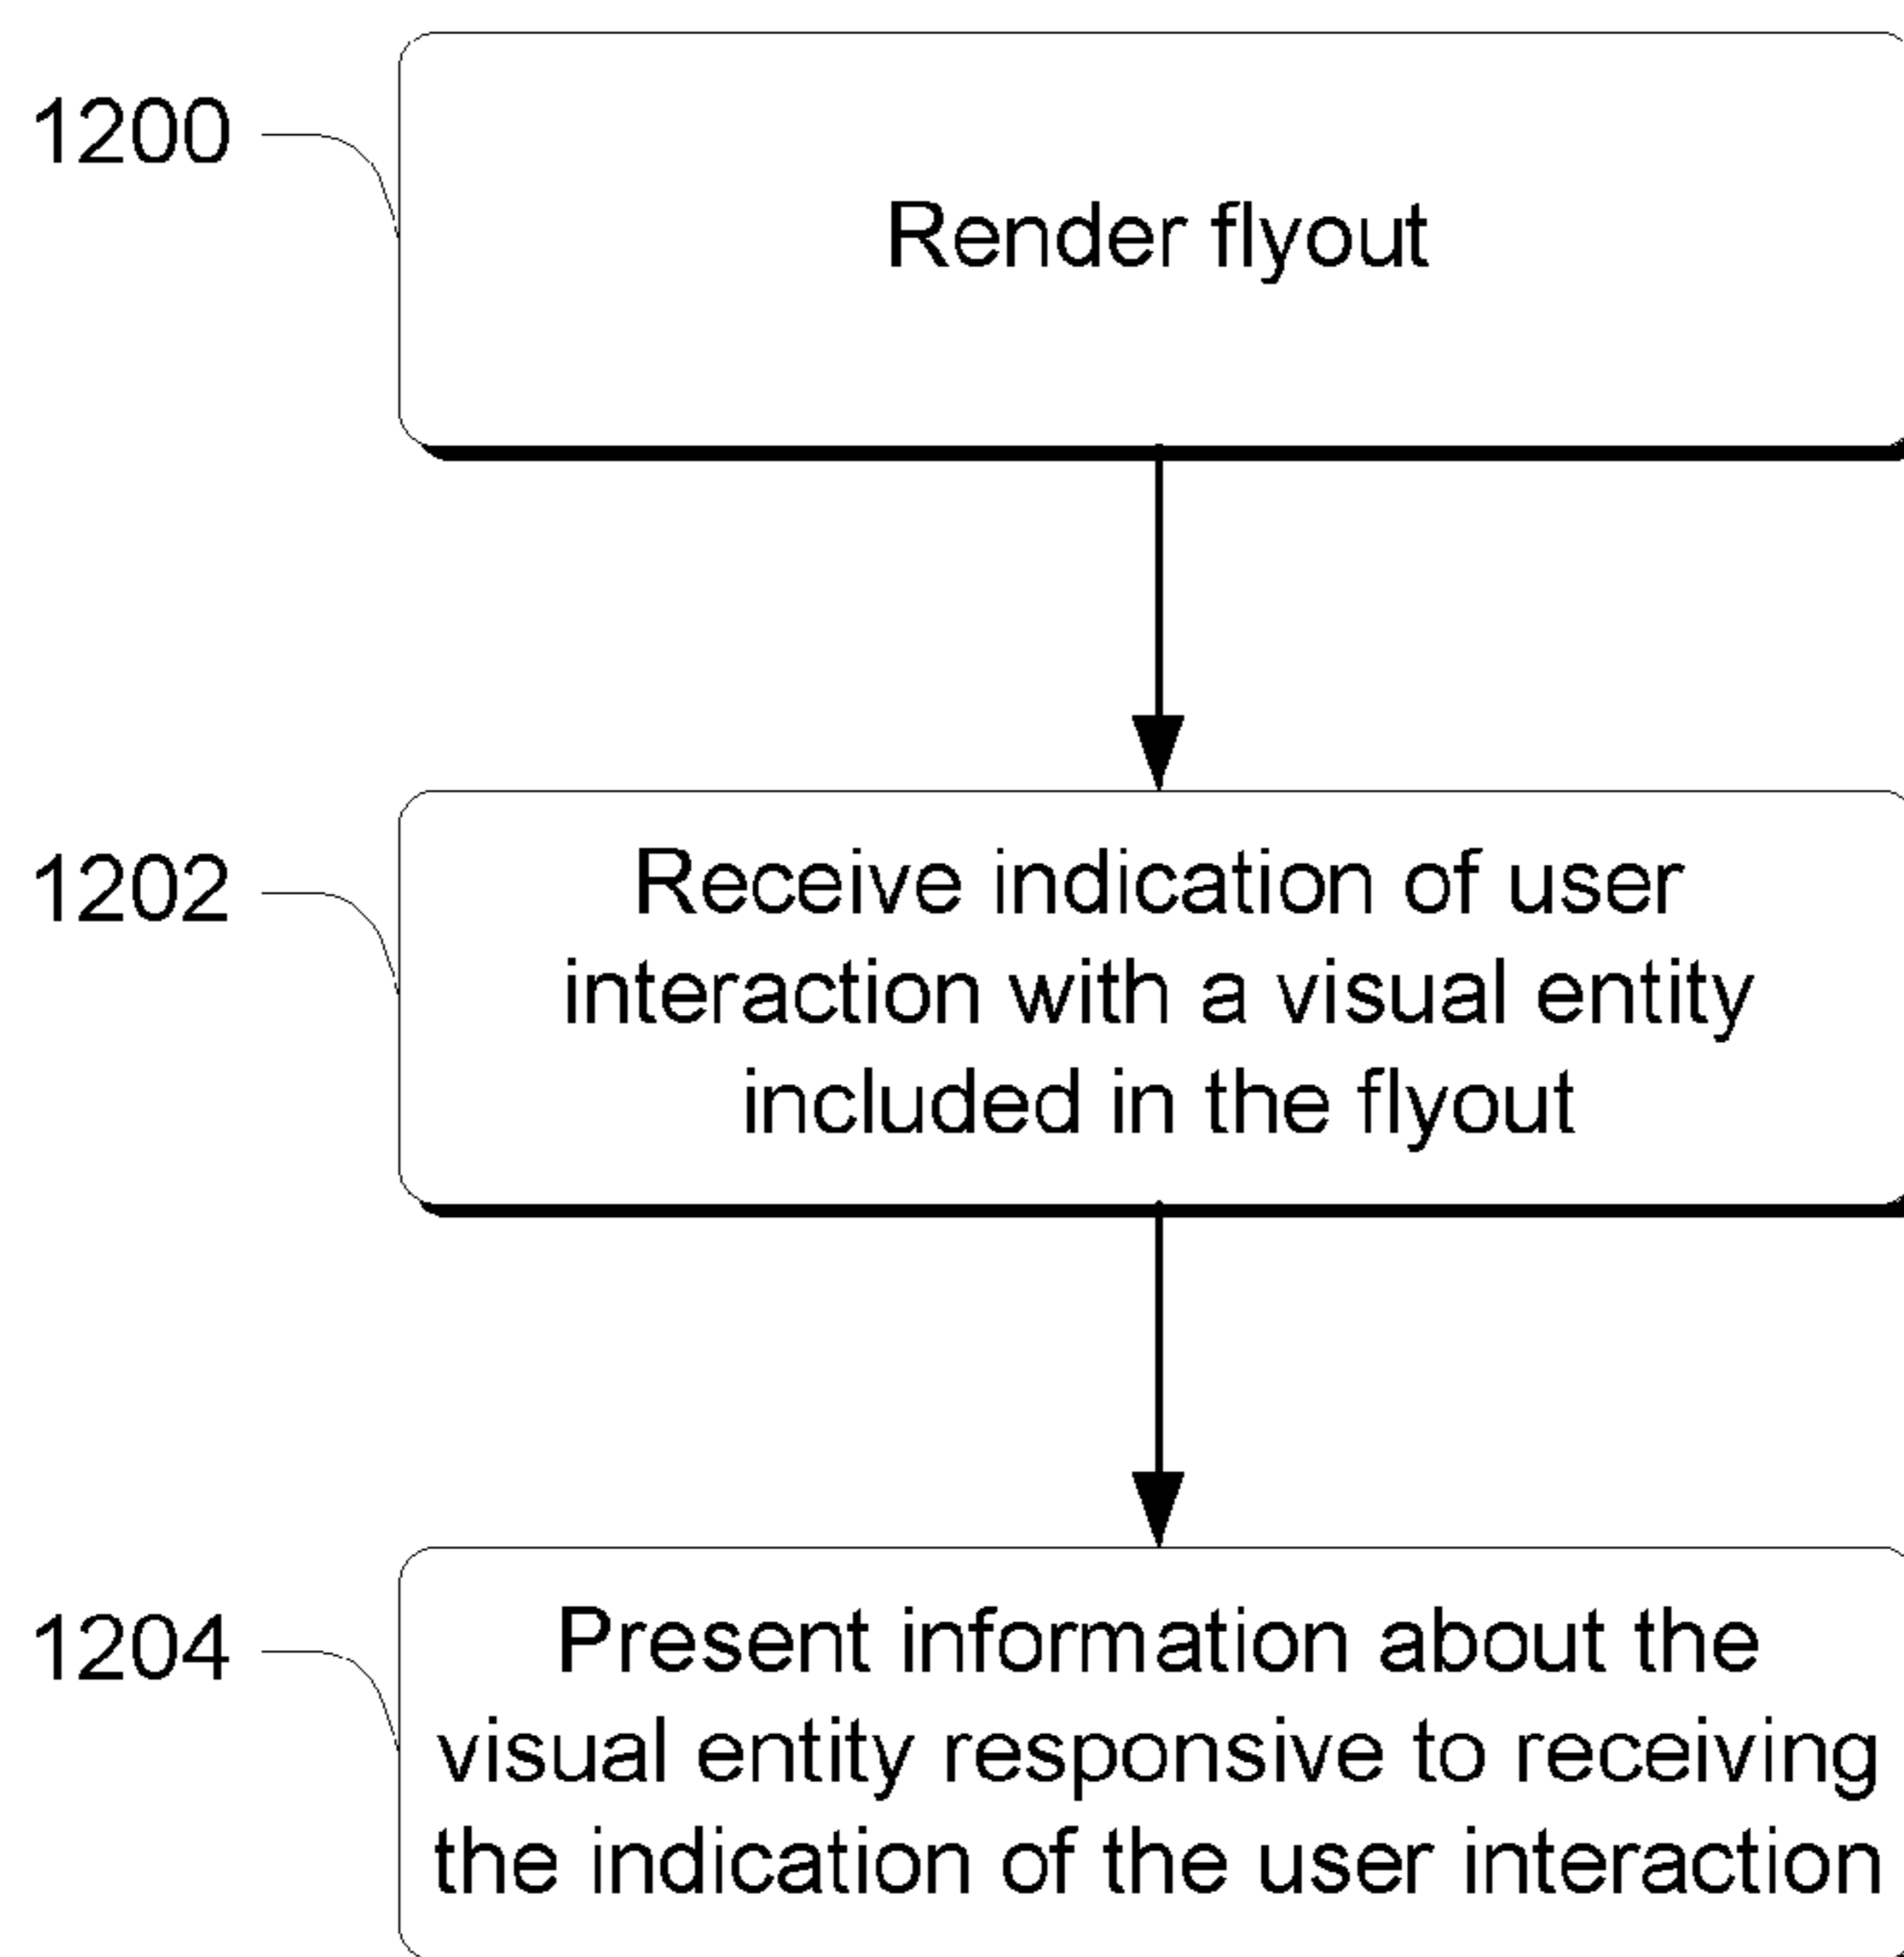 1200
Render flyout
1202
Receive indication of user
interaction with a visual entity
included in the flyout
1204
Present information about the
visual entity responsive to receiving
the indication of the user interaction